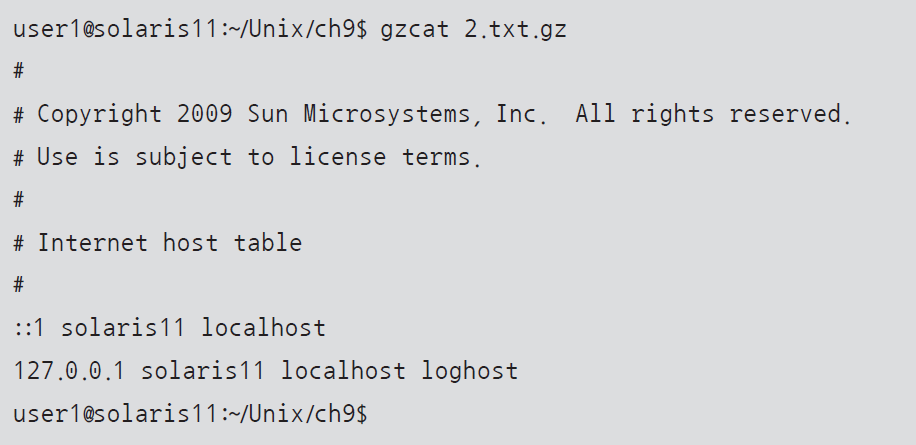 user1@solaris11:~/Unix/ch9$ gzcat 2.txt.gz
#
# Copyright 2009 Sun Microsystems, Inc.  All rights reserved.
# Use is subject to license terms.
#
# Internet host table
#
::1 solaris11 localhost
127.0.0.1 solaris11 localhost loghost
user1@solaris11:~/Unix/ch9$